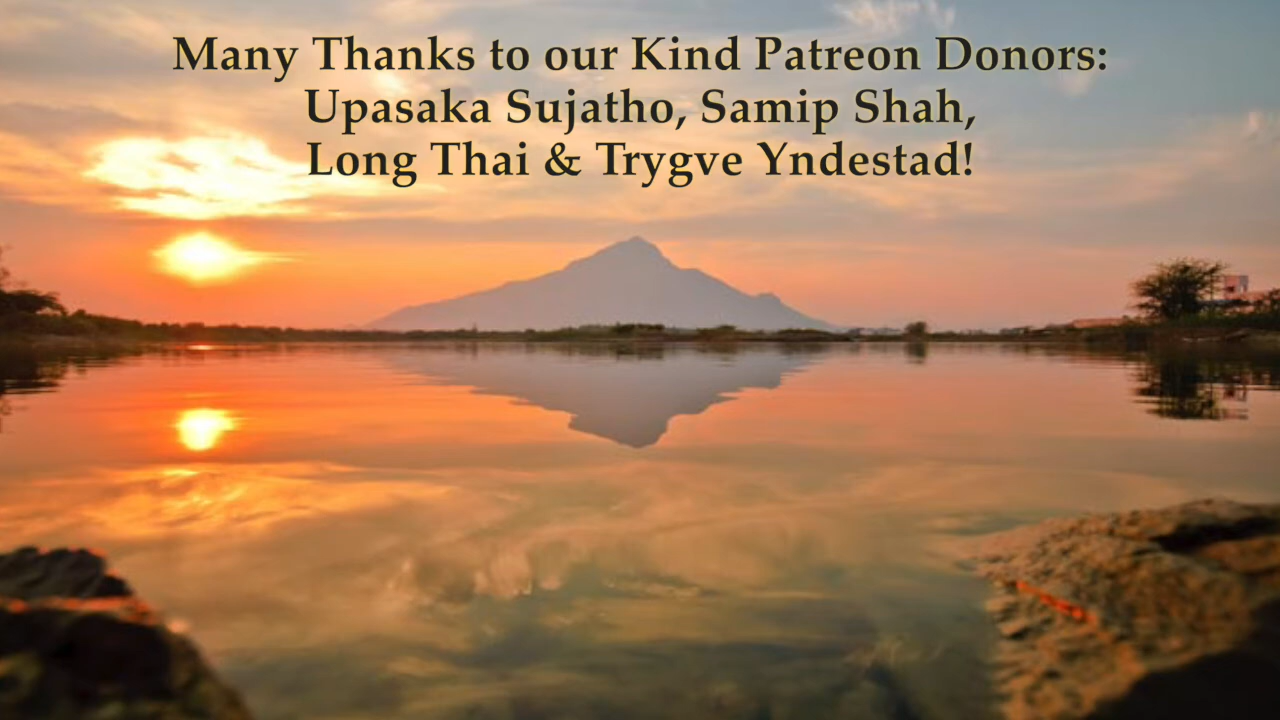 Many Thanks to our Kind Patreon Donors:
Upasaka Sujatho, Samip Shah,
Long Thai & Trygve Yndestad!